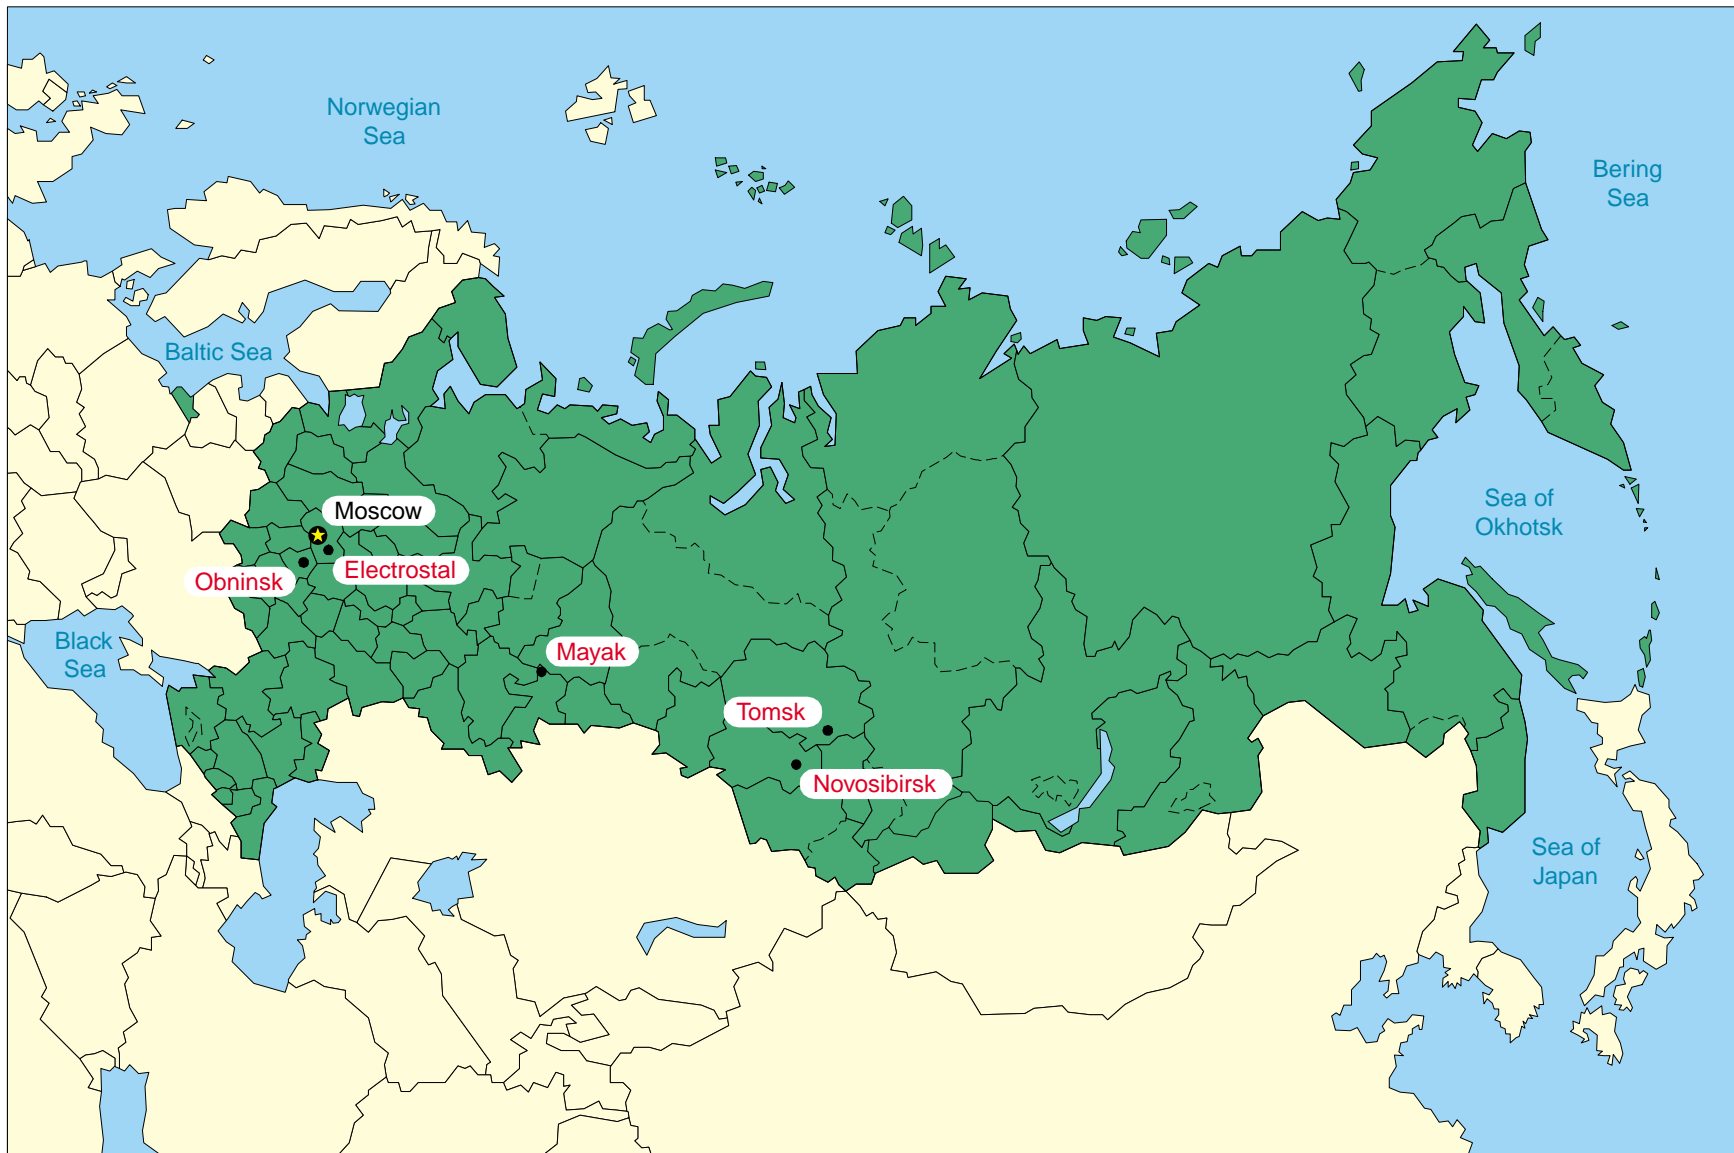 Norwegian
Sea
Bering
Sea
Baltic Sea
Moscow
Sea of
Okhotsk
Electrostal
Obninsk
Black
Sea
Mayak
Tomsk
Novosibirsk
Sea of
Japan